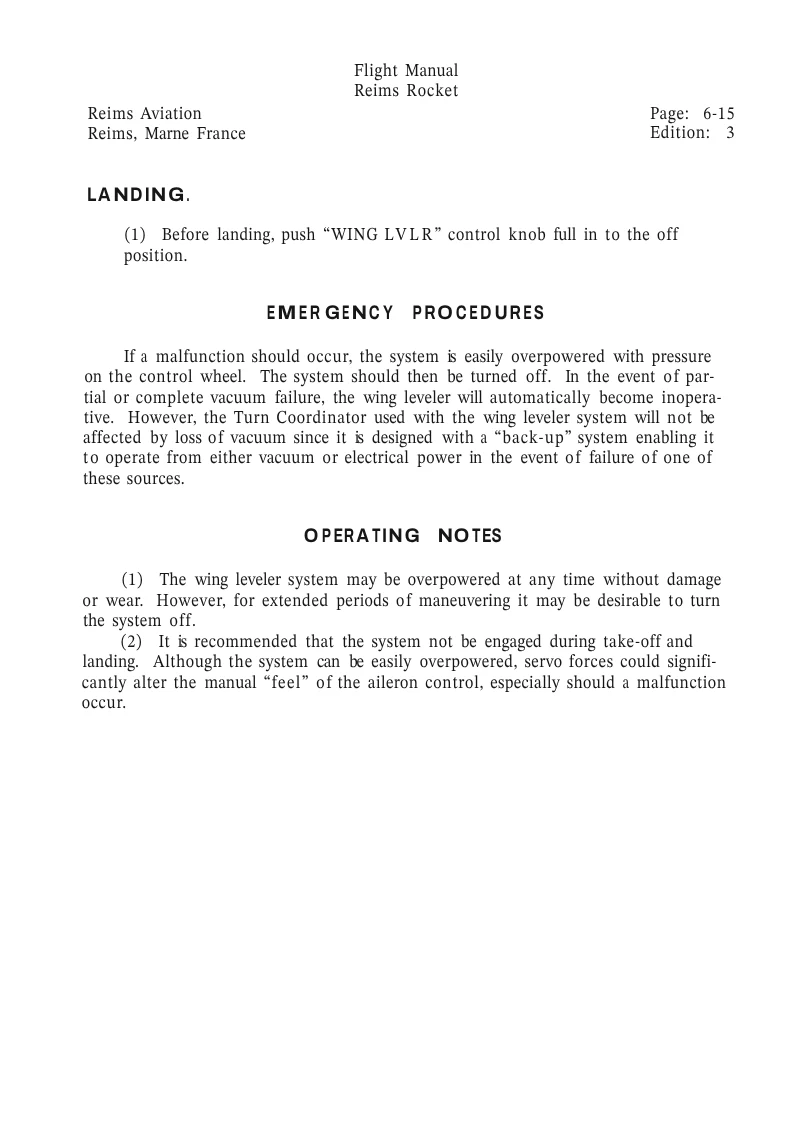 Flight Manual
Reims Rocket
Reims Aviation
Reims, Marne France
Page: 6-15
Edition: 3
LANDING.
(1) Before landing, push “WING LVLR” control knob full in to the off
position.
EMERGENCY PROCEDURES
If a malfunction should occur, the system is easily overpowered with pressure
on the control wheel. The system should then be turned off. In the event of par-
tial or complete vacuum failure, the wing leveler will automatically become inopera-
tive. However, the Turn Coordinator used with the wing leveler system will not be
affected by loss of vacuum since it is designed with a “back-up” system enabling it
to operate from either vacuum or electrical power in the event of failure of one of
these sources.
OPERATING NOTES
(1) The wing leveler system may be overpowered at any time without damage
or wear. However, for extended periods of maneuvering it may be desirable to turn
the system off.
(2) It is recommended that the system not be engaged during take-off and
landing. Although the system can be easily overpowered, servo forces could signifi-
cantly alter the manual “feel” of the aileron control, especially should a malfunction
occur.